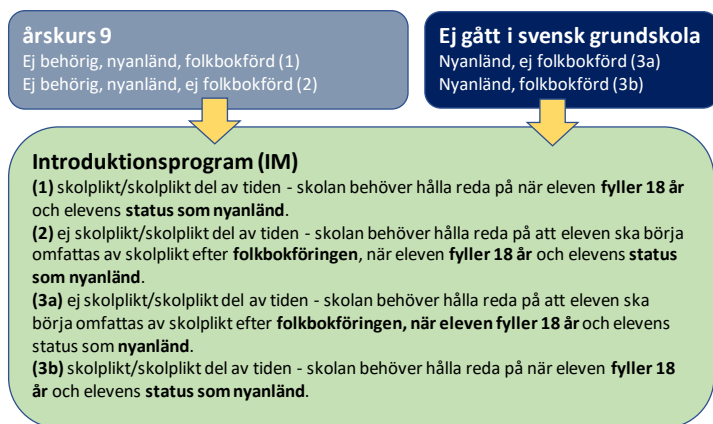 årskurs 9
Ej behörig, nyanländ, folkbokförd (1)
Ej behörig, nyanländ, ej folkbokförd (2)
Ej gått i svensk grundskola
Nyanländ, ej folkbokförd (3a)
Nyanländ, folkbokförd (3b)
Introduktionsprogram (IM)
(1) skolplikt/skolplikt del av tiden - skolan behöver hålla reda på när eleven fyller 18 år
och elevens status som nyanländ.
(2) ej skolplikt/skolplikt del av tiden - skolan behöver hålla reda på att eleven ska börja
omfattas av skolplikt efter folkbokföringen, när eleven fyller 18 år och elevens status
som nyanländ.
(3a) ej skolplikt/skolplikt del av tiden - skolan behöver hålla reda på att eleven ska
börja omfattas av skolplikt efter folkbokföringen, när eleven fyller 18 år och elevens
status som nyanländ.
(3b) skolplikt/skolplikt del av tiden - skolan behöver hålla reda på när eleven fyller 18
år och elevens status som nyanländ.